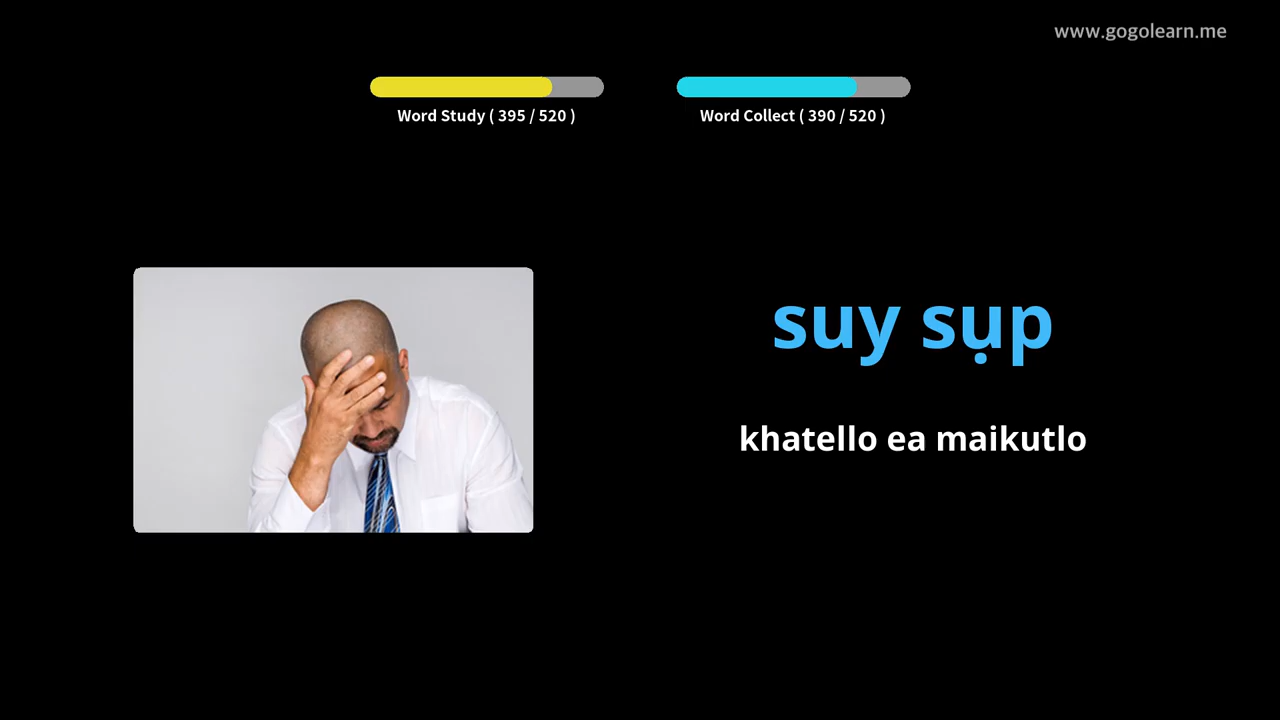 www.gogolearn.me
Word Study ( 395 / 520 )
Word Collect ( 390 / 520 )
suy sụp
khatello ea maikutlo